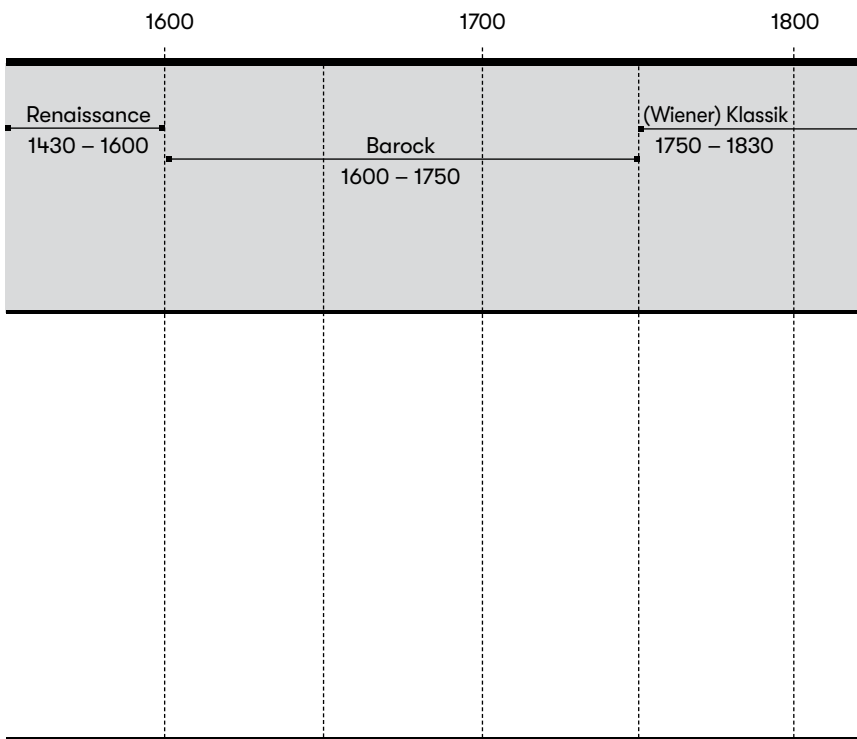 1600 1700 1800
Renaissance
1430 – 1600
Barock
1600 – 1750
(Wiener) Klassik
1750 – 1830